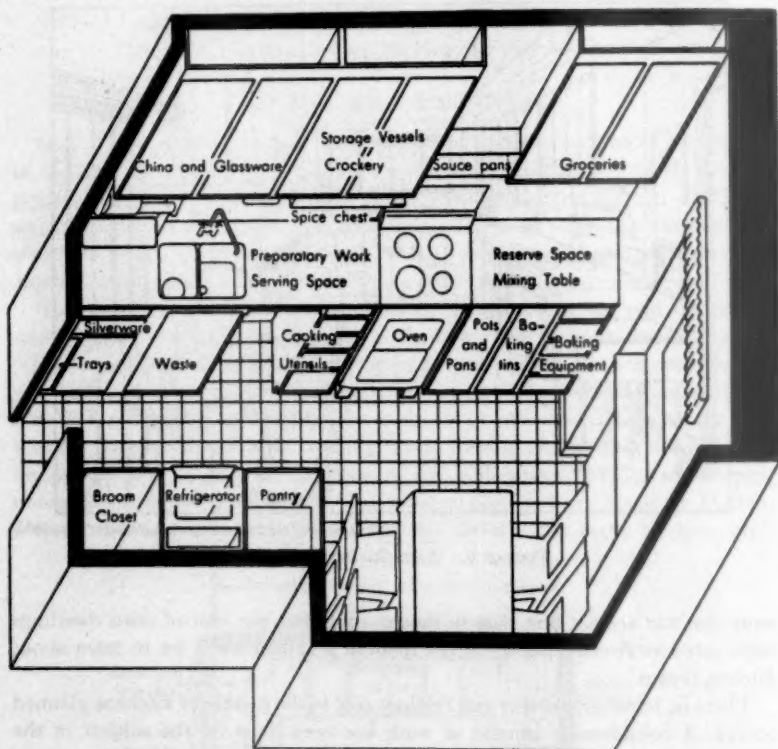 Storage Vessels
China and Glassware
Crockery
Sauce pans
Groceries
Spice chest
Preparatory Work
Serving Space
Reserve Space
Mixing Table
Silverware
Trays
Waste
Cooking
Utensils
Oven
Pots
and
Pans
Ba-
king
tins
Baking
Equipment
Broom
Closet
Refrigerator
Pantry